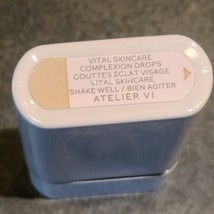 VITAL SKINCARE
COMPLEXION DROPS
GOUTTES ÉCLAT VISAGE
VITAL SKINCARE
SHAKE WELL / BIEN AGITER
ATELIER VI